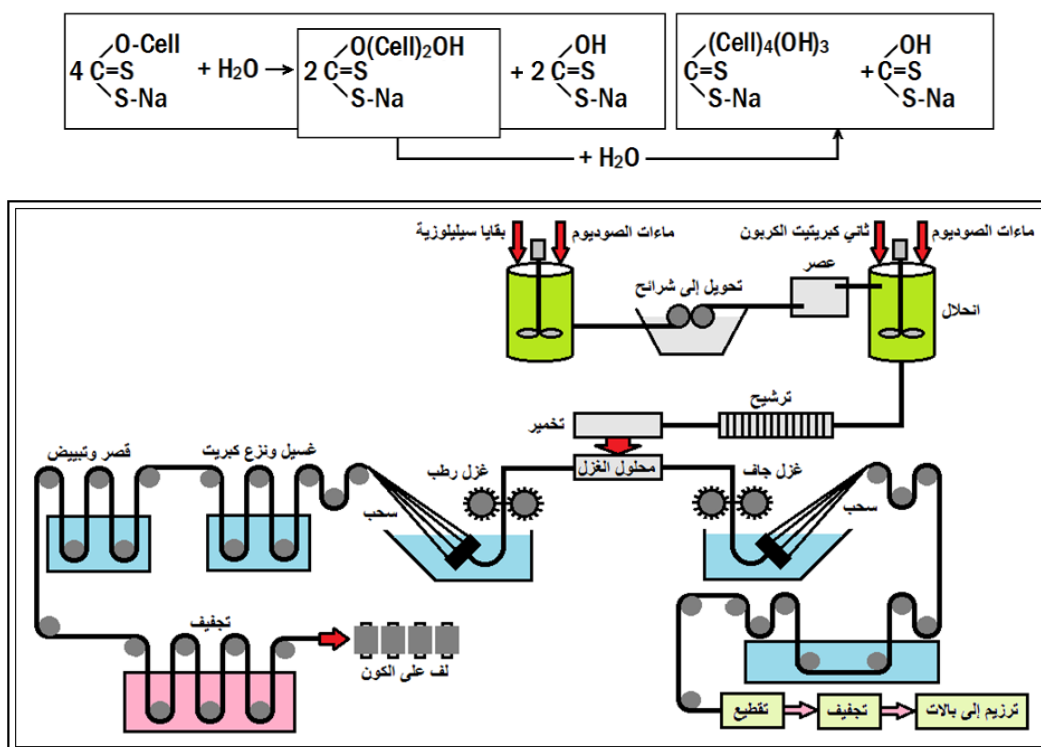 O-Cell O(Cell)₂OH OH (Cell)₄(OH)₃ OH
4 C=S + H₂O → 2 C=S + 2 C=S C=S + C=S
S-Na S-Na S-Na S-Na S-Na
+ H₂O
ماءات الصوديوم
ثاني كبريتيت الكربون
ماءات الصوديوم
بقايا سيليلوزية
عصر
تحويل إلى شرائح
انحلال
ترشيح
تخمير
محلول الغزل
غزل جاف
غزل رطب
سحب
سحب
غسيل ونزع كبريت
قصر وتبييض
تجفيف
لف على الكون
تقطيع
تجفيف
ترزيم إلى بالات